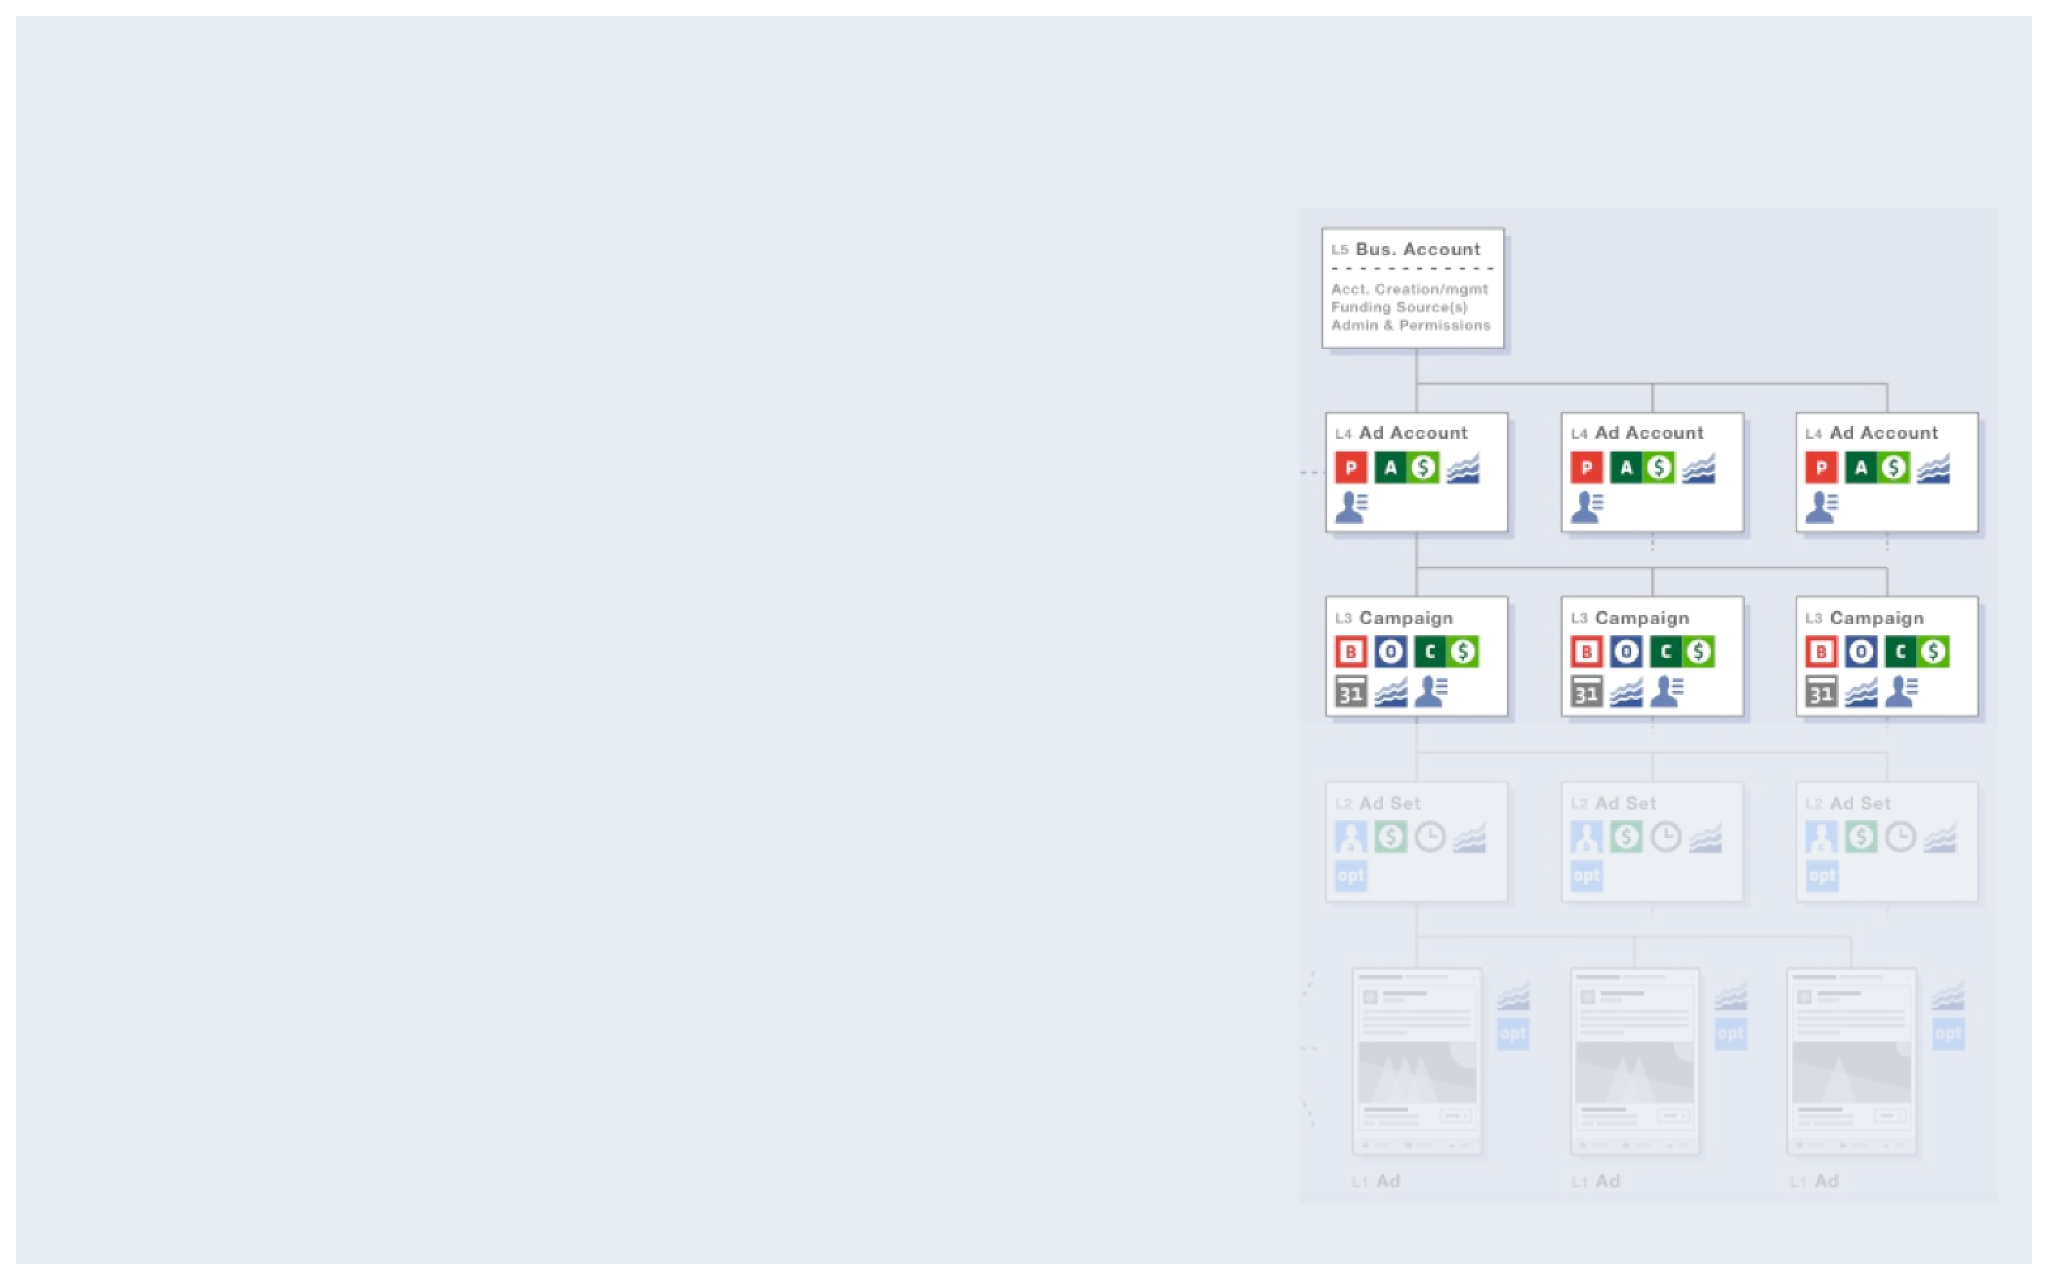 L5 Bus. Account
Acct. Creation/mgmt
Funding Source(s)
Admin & Permissions
L4 Ad Account
P A $
L4 Ad Account
P A $
L4 Ad Account
P A $
L3 Campaign
B O C $
31
L3 Campaign
B O C $
31
L3 Campaign
B O C $
31
L2 Ad Set
a $
opt
L2 Ad Set
b $
opt
L2 Ad Set
c $
opt
opt
opt
opt
L1 Ad
L1 Ad
L1 Ad